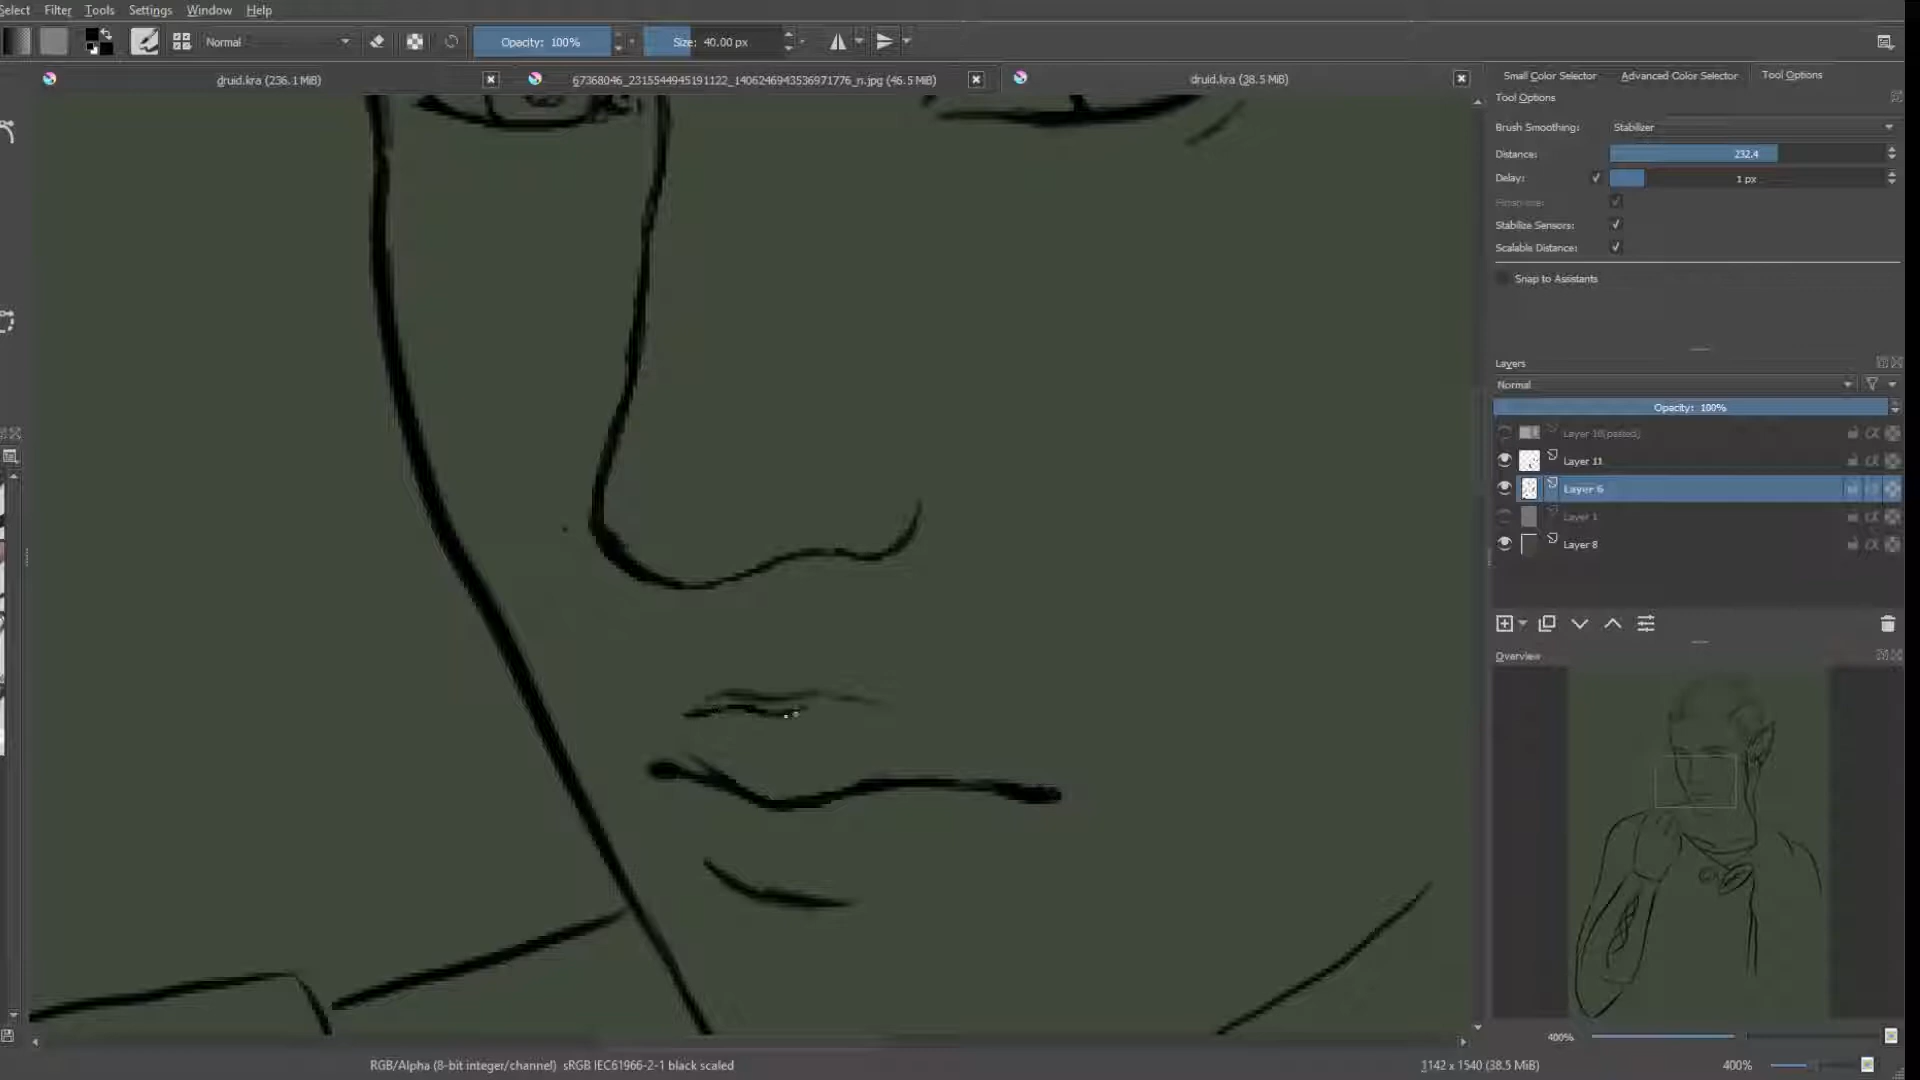 Select Filter Tools Settings Window Help
Normal Opacity: 100% Size: 40.00 px
druid.kra (236.1 MiB) 67368046_2315544945191122_1406246943536971776_n.jpg (46.5 MiB) druid.kra (38.5 MiB)
Small Color Selector Advanced Color Selector Tool Options
Tool Options
Brush Smoothing: Stabilizer
Distance: 232.4
Delay: 1 px
Stabilize Sensors:
Scalable Distance:
Snap to Assistants
Layers
Normal
Opacity: 100%
Layer 10(pasted)
Layer 11
Layer 6
Layer 1
Layer 8
Overview
400%
RGB/Alpha (8-bit integer/channel) sRGB IEC61966-2-1 black scaled 1142 x 1540 (38.5 MiB) 400%